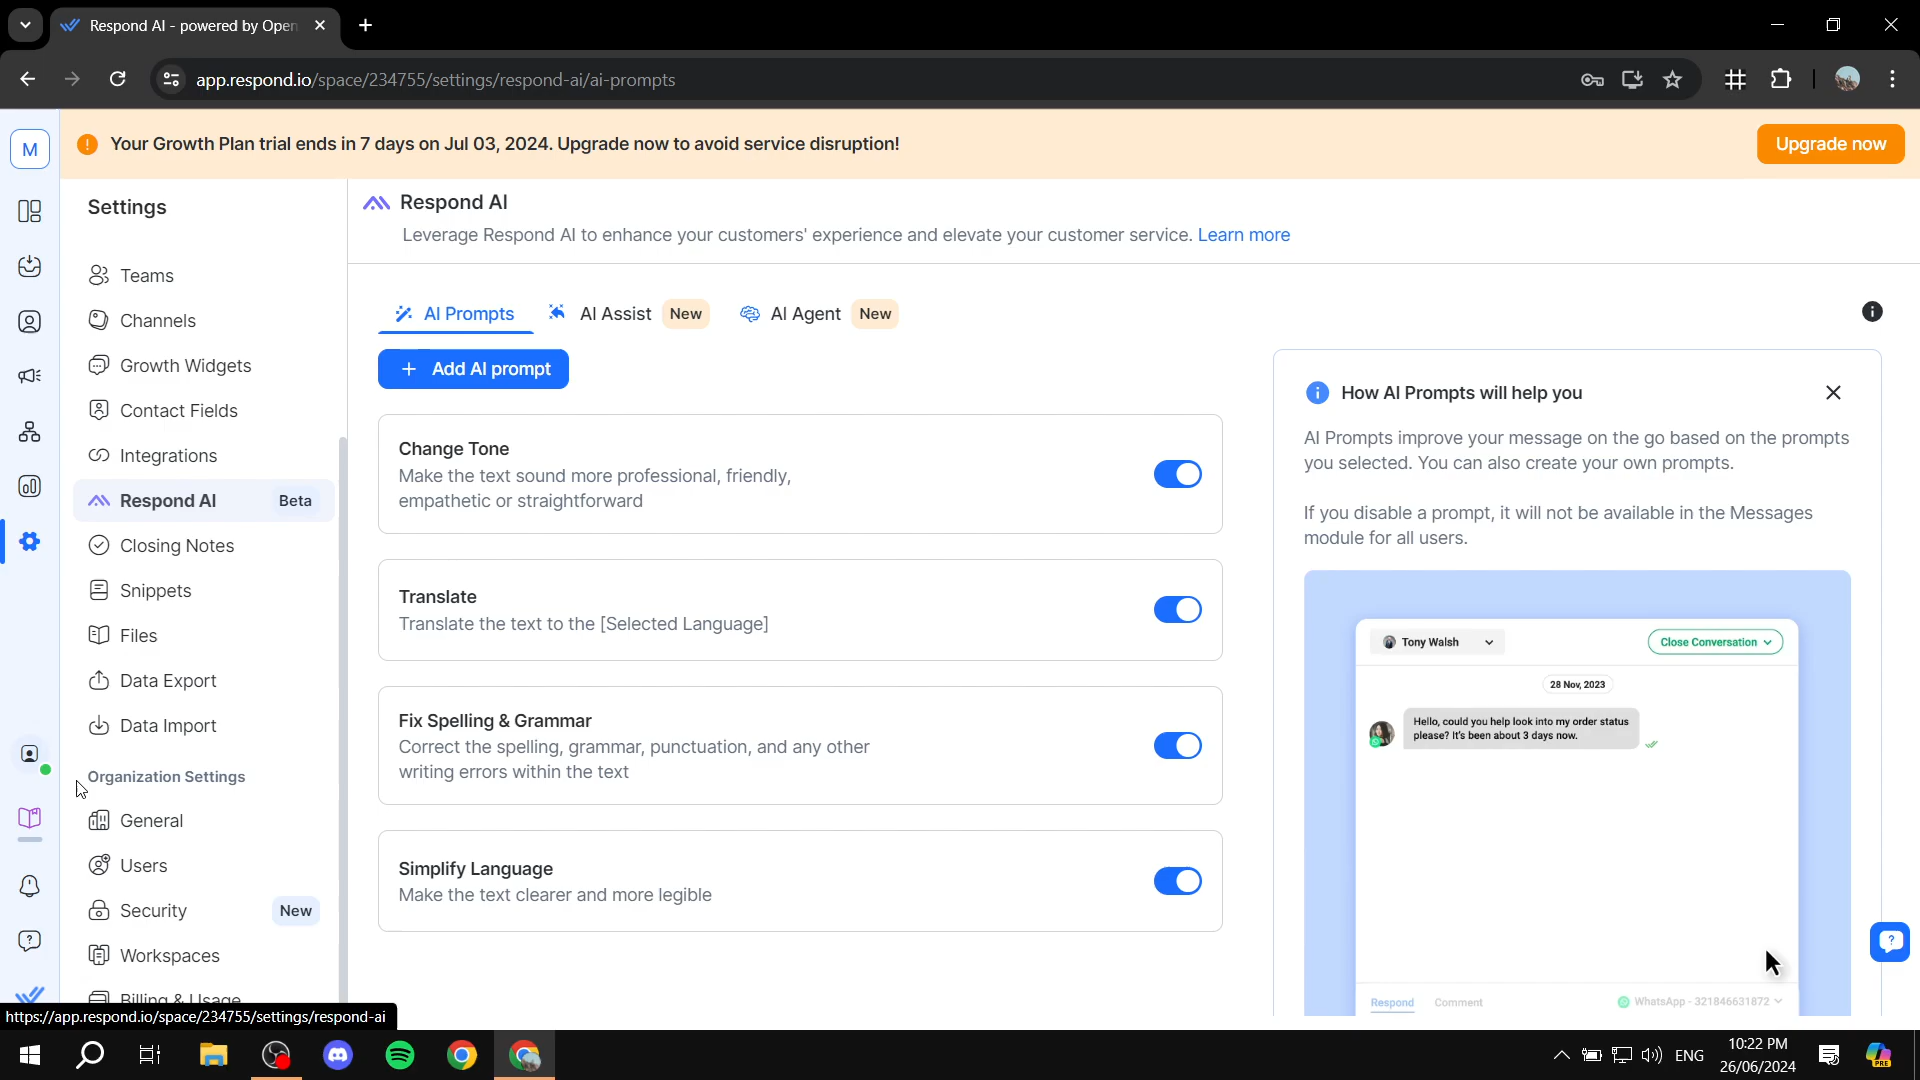 Respond AI - powered by Open
app.respond.io/space/234755/settings/respond-ai/ai-prompts
M
Your Growth Plan trial ends in 7 days on Jul 03, 2024. Upgrade now to avoid service disruption!
Upgrade now
Settings
Teams
Channels
Growth Widgets
Contact Fields
Integrations
Respond AI
Beta
Closing Notes
Snippets
Files
Data Export
Data Import
Organization Settings
General
Users
Security
New
Workspaces
Billing & Usage
https://app.respond.io/space/234755/settings/respond-ai
Respond AI
Leverage Respond AI to enhance your customers' experience and elevate your customer service. Learn more
AI Prompts
AI Assist
New
AI Agent
New
+ Add AI prompt
Change Tone
Make the text sound more professional, friendly,
empathetic or straightforward
Translate
Translate the text to the [Selected Language]
Fix Spelling & Grammar
Correct the spelling, grammar, punctuation, and any other
writing errors within the text
Simplify Language
Make the text clearer and more legible
How AI Prompts will help you
AI Prompts improve your message on the go based on the prompts
you selected. You can also create your own prompts.
If you disable a prompt, it will not be available in the Messages
module for all users.
Tony Walsh
Close Conversation
28 Nov, 2023
Hello, could you help look into my order status
please? It's been about 3 days now.
Respond
Comment
WhatsApp - 321846631872
ENG
10:22 PM
26/06/2024
PRE